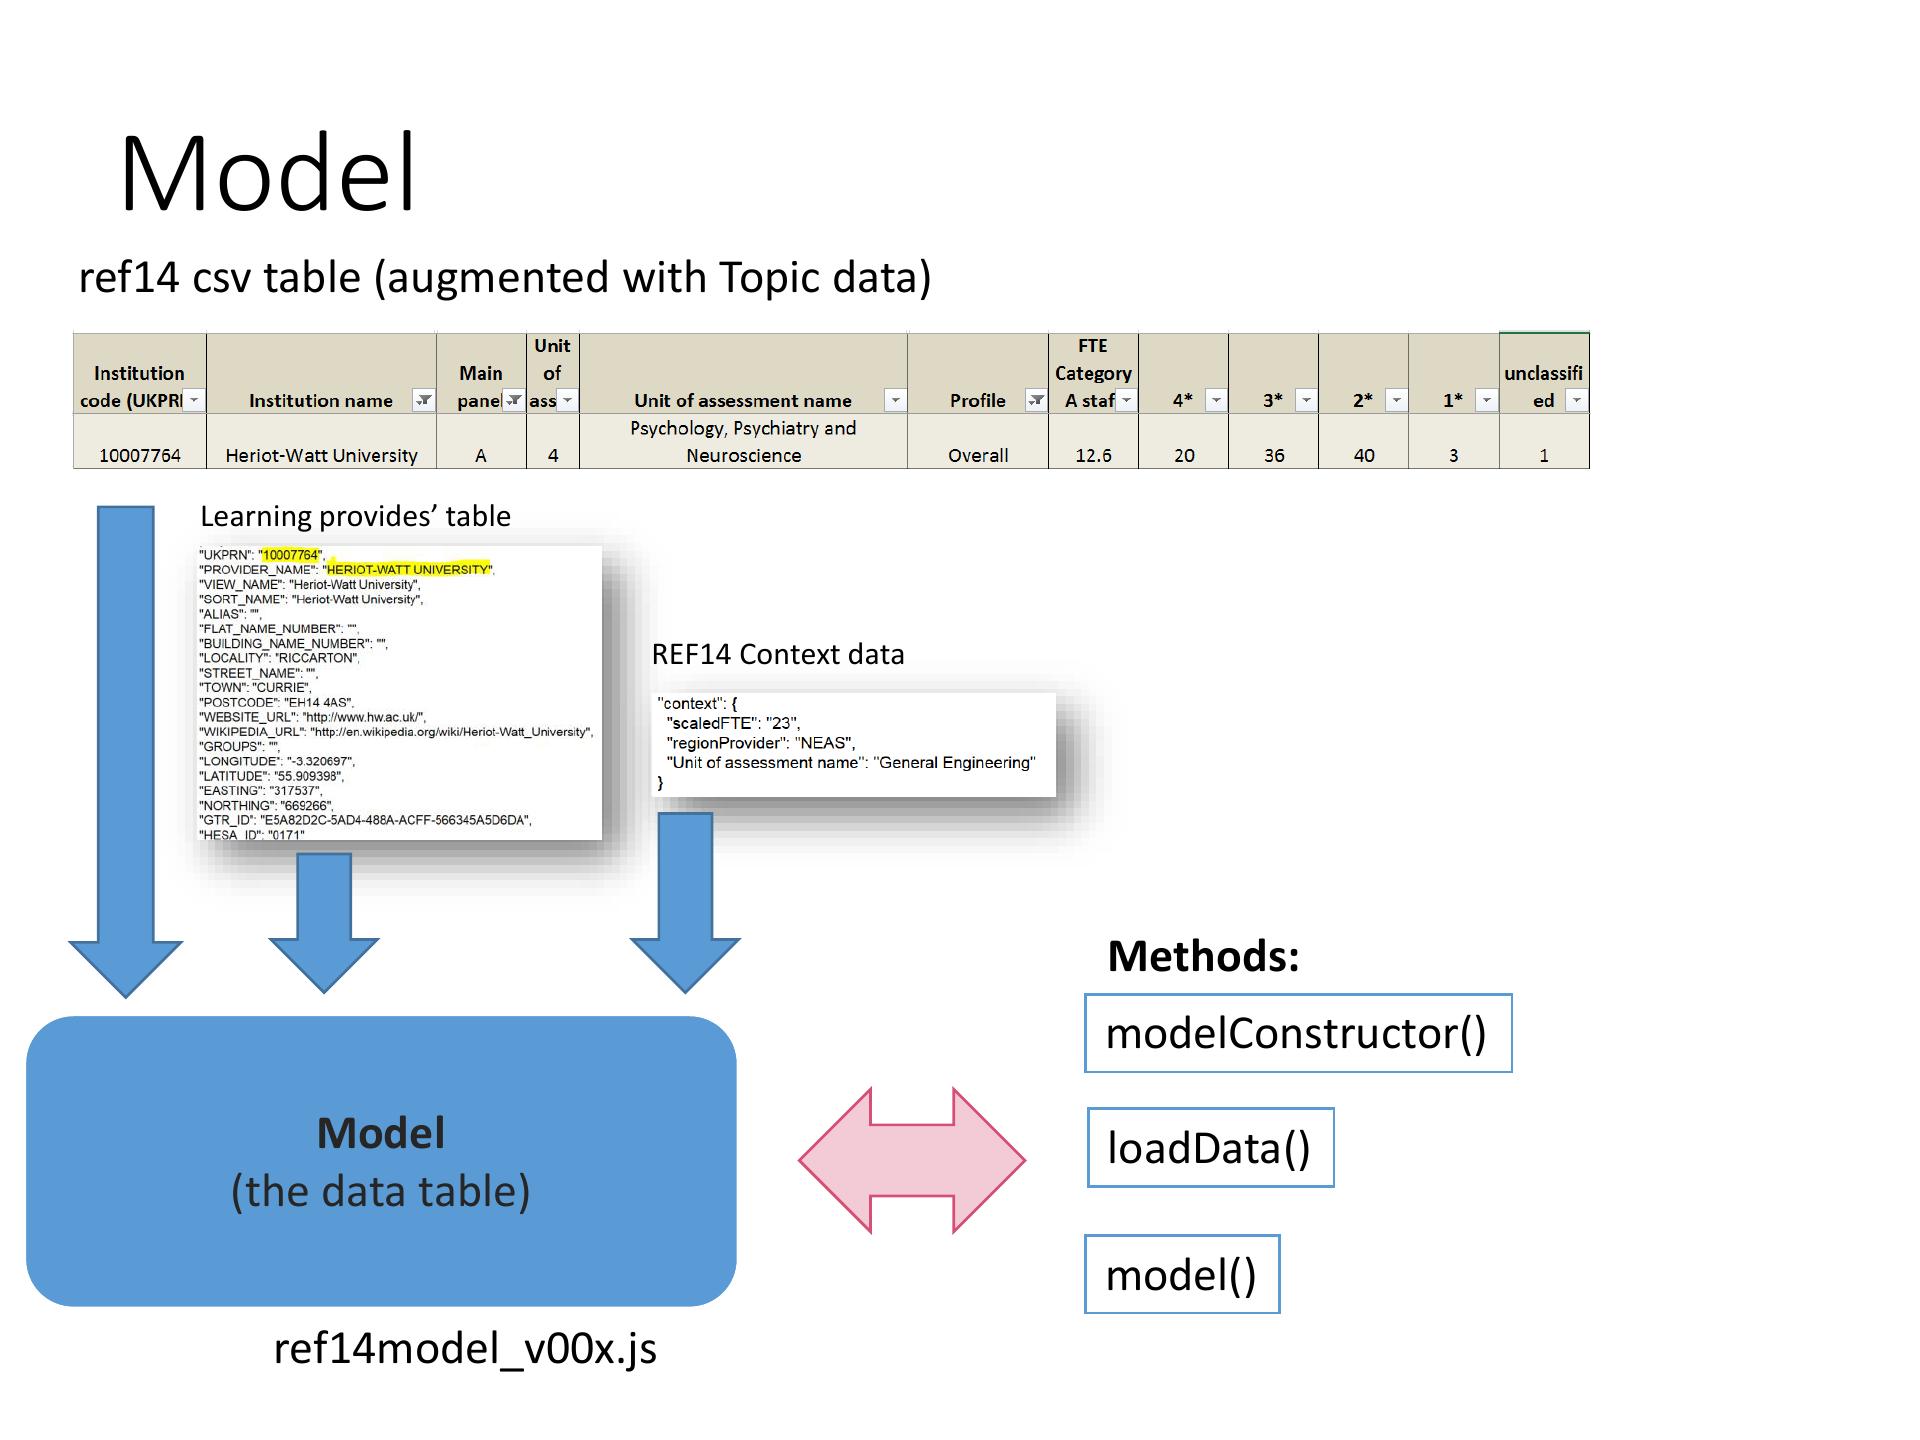 Model
ref14 csv table (augmented with Topic data)
Institution code (UKPR Institution name Main panel Unit of ass Unit of assessment name Profile FTE Category A staf 4* 3* 2* 1* unclassifi ed
10007764 Heriot-Watt University A 4 Psychology, Psychiatry and Neuroscience Overall 12.6 20 36 40 3 1
Learning provides’ table
"UKPRN": "10007764",
"PROVIDER_NAME": "HERIOT-WATT UNIVERSITY",
"VIEW_NAME": "Heriot-Watt University",
"SORT_NAME": "Heriot-Watt University",
"ALIAS": "",
"FLAT_NAME_NUMBER": "",
"BUILDING_NAME_NUMBER": "",
"LOCALITY": "RICCARTON",
"STREET_NAME": "",
"TOWN": "CURRIE",
"POSTCODE": "EH14 4AS",
"WEBSITE_URL": "http://www.hw.ac.uk/",
"WIKIPEDIA_URL": "http://en.wikipedia.org/wiki/Heriot-Watt_University",
"GROUPS": "",
"LONGITUDE": "-3.320697",
"LATITUDE": "55.909398",
"EASTING": "317537",
"NORTHING": "669266",
"GTR_ID": "E5A82D2C-5AD4-488A-ACFF-566345A5D6DA",
"HESA_ID": "0171"
REF14 Context data
"context": {
"scaledFTE": "23",
"regionProvider": "NEAS",
"Unit of assessment name": "General Engineering"
}
Model
(the data table)
ref14model_v00x.js
Methods:
modelConstructor()
loadData()
model()